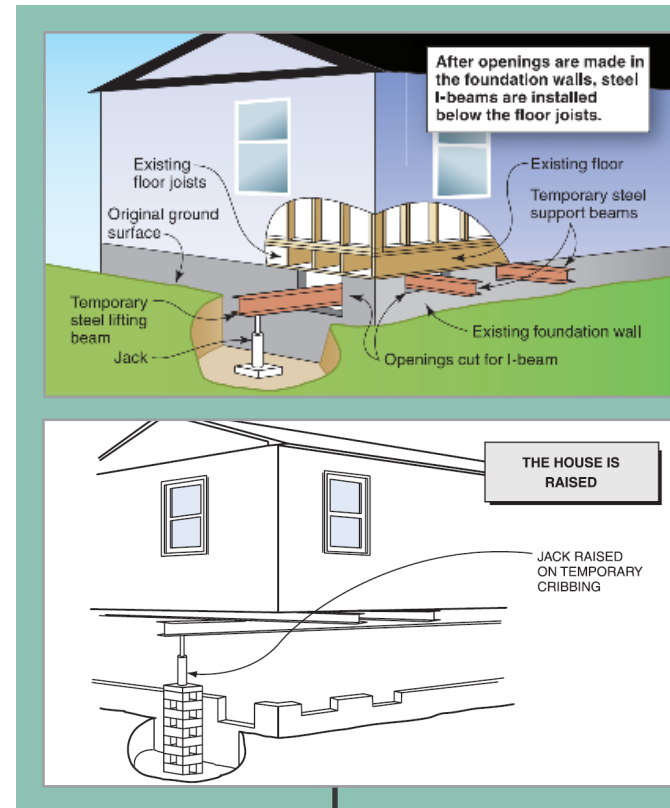 After openings are made in
the foundation walls, steel
I-beams are installed
below the floor joists.
Existing
floor joists
Existing floor
Temporary steel
support beams
Original ground
surface
Temporary
steel lifting
beam
Jack
Existing foundation wall
Openings cut for I-beam
THE HOUSE IS
RAISED
JACK RAISED
ON TEMPORARY
CRIBBING